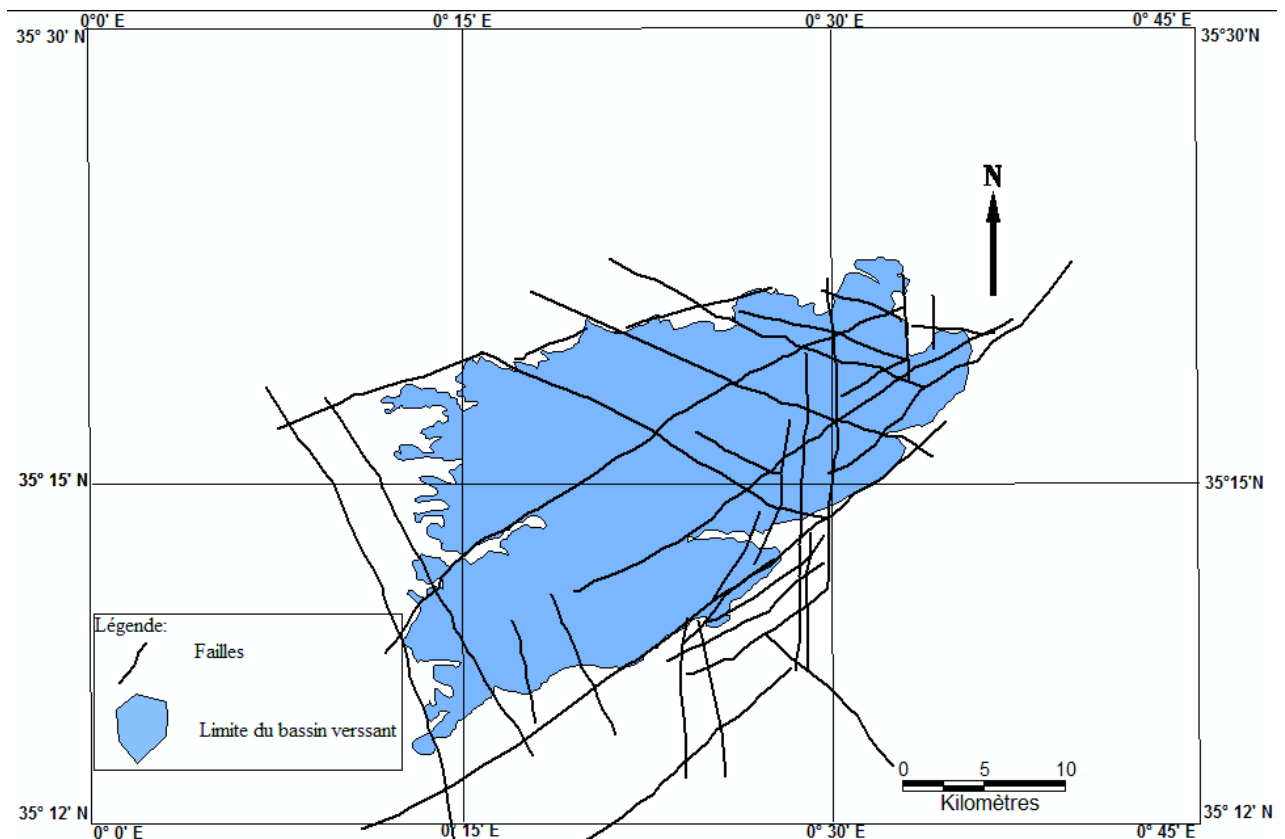 0°0' E
0° 15' E
0° 30' E
0° 45' E
35° 30' N
35°30' N
N
35° 15' N
35°15'N
Légende:
Failles
Limite du bassin verssant
0 5 10
Kilomètres
35° 12' N
35° 12' N
0° 0' E
0° 15' E
0° 30' E
0° 45' E